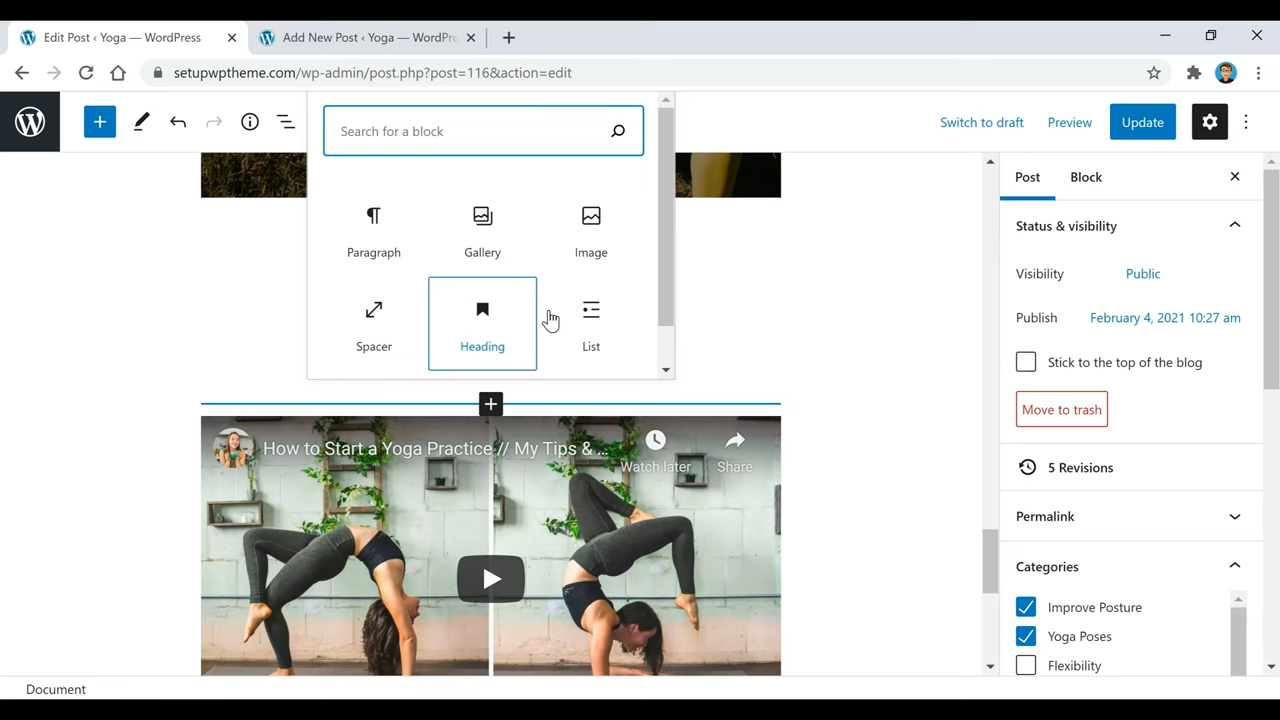 Edit Post ‹ Yoga — WordPress
Add New Post ‹ Yoga — WordPre
setupwptheme.com/wp-admin/post.php?post=116&action=edit
Search for a block
Switch to draft
Preview
Update
Paragraph
Gallery
Image
Spacer
Heading
List
Post
Block
Status & visibility
Visibility
Public
Publish
February 4, 2021 10:27 am
Stick to the top of the blog
Move to trash
5 Revisions
Permalink
Categories
Improve Posture
Yoga Poses
Flexibility
How to Start a Yoga Practice // My Tips & ...
Watch later
Share
Document